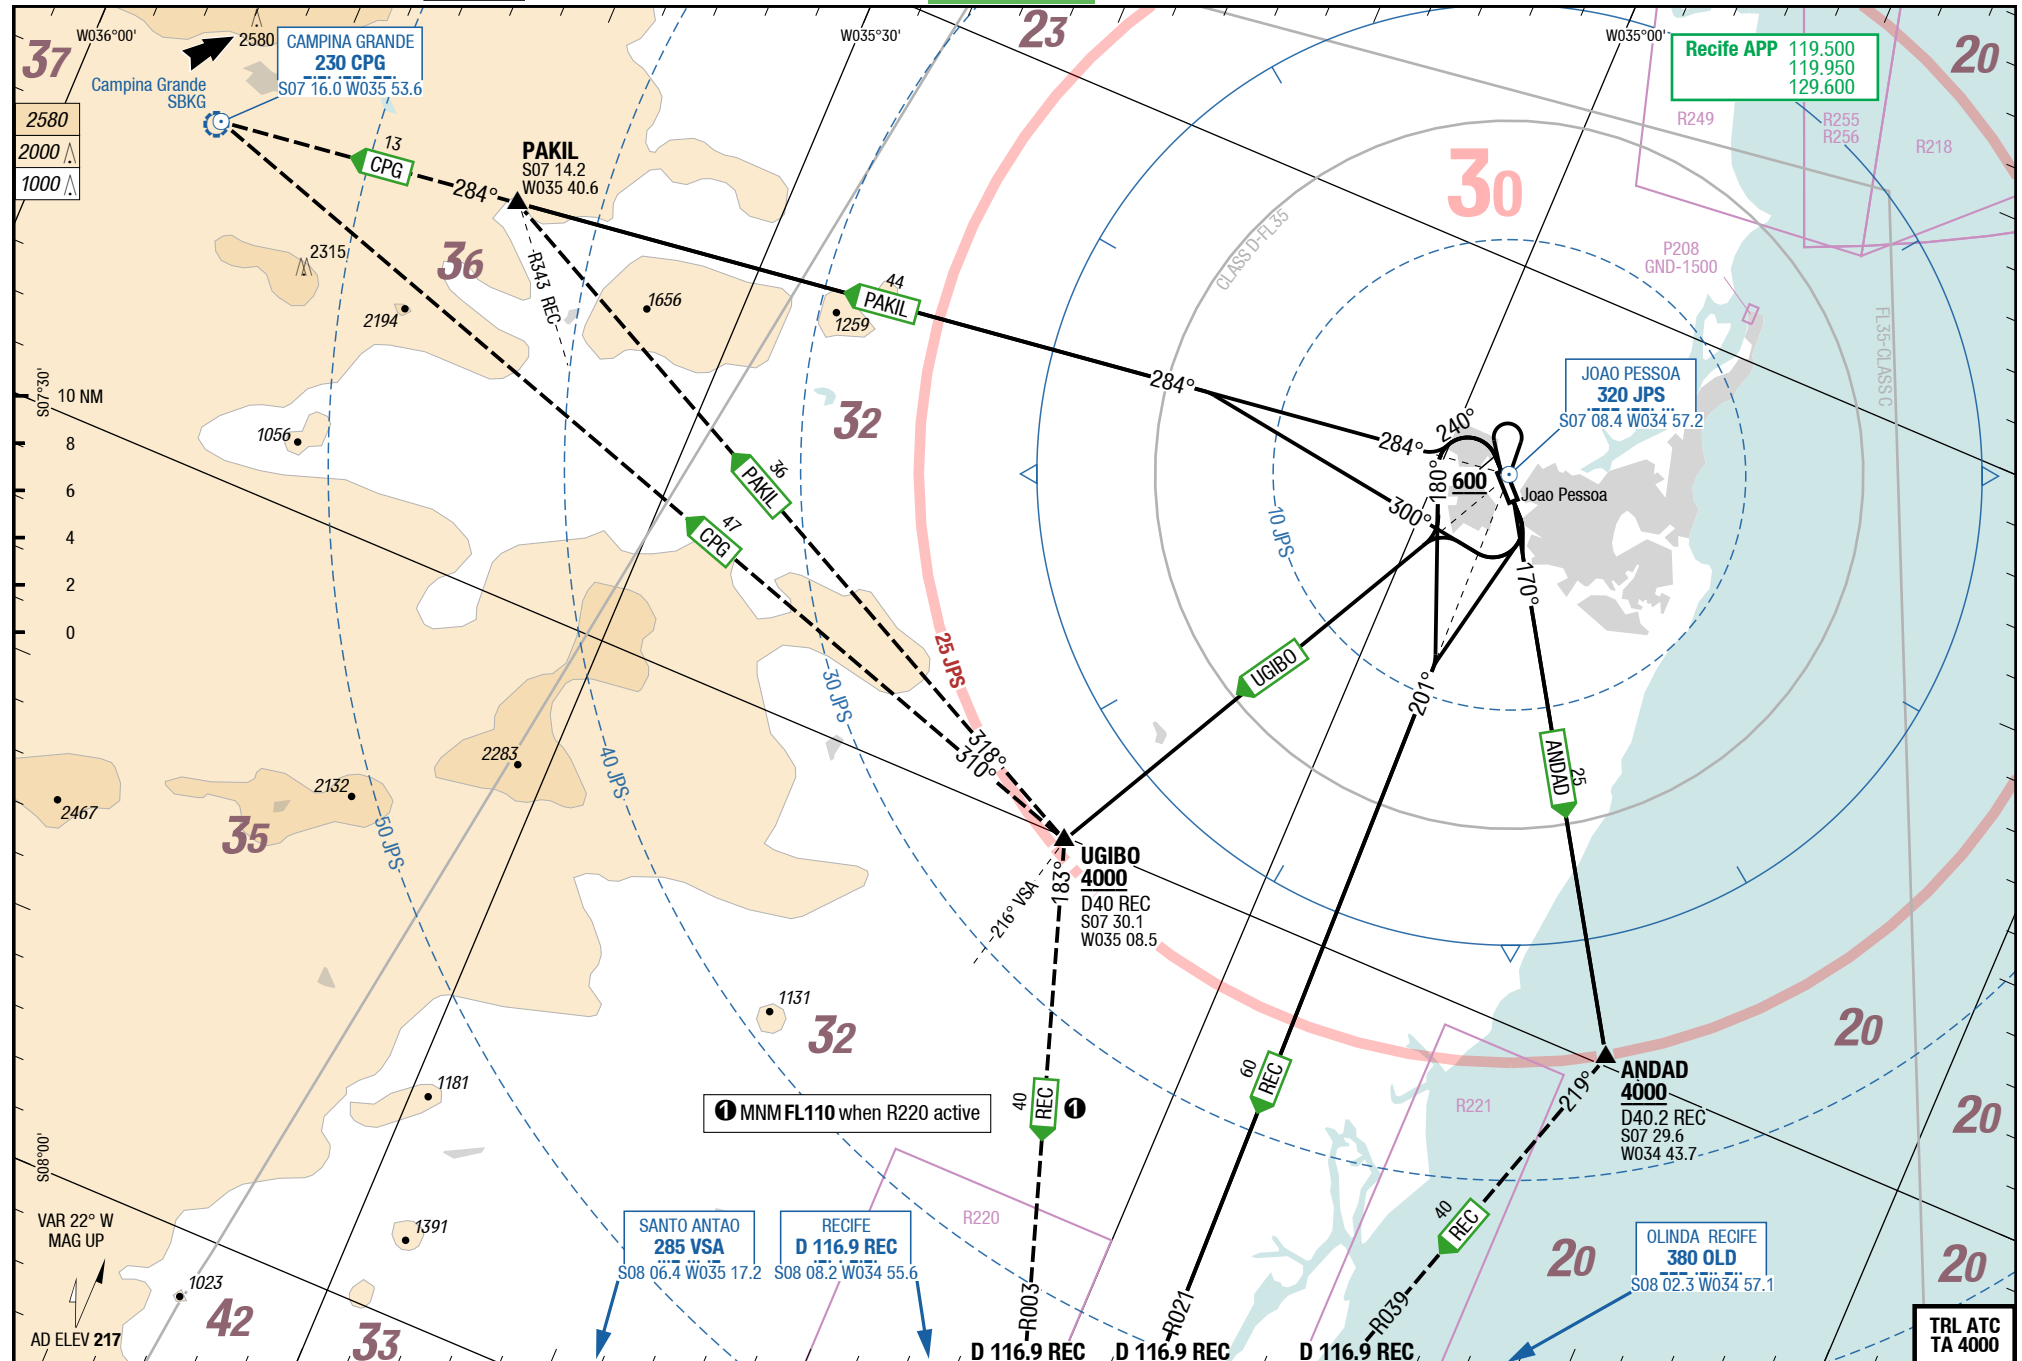 W036°00'
W035°30'
W035°00'
37
2580
CAMPINA GRANDE
230 CPG
S07 16.0 W035 53.6
Campina Grande
SBKG
2580
2000
1000
23
Recife APP 119.500
119.950
129.600
20
R249
R255
R256
R218
30
CLASS D-FL35
P208
GND-1500
FL35-CLASS C
13
CPG
284°
PAKIL
S07 14.2
W035 40.6
36
2315
2194
R343 REC
1656
1259
44
PAKIL
284°
32
S07°30'
10 NM
8
6
4
2
0
1056
36
PAKIL
47
CPG
284°
240°
180°
600
300°
JOAO PESSOA
320 JPS
S07 08.4 W034 57.2
Joao Pessoa
10 JPS
170°
25 JPS
30 JPS
40 JPS
50 JPS
UGIBO
201°
ANDAD
25
318°
310°
2283
2132
2467
35
UGIBO
4000
D40 REC
S07 30.1
W035 08.5
183°
216° VSA
1131
32
1181
1391
1023
42
33
❶ MNM FL110 when R220 active
40
REC
❶
60
REC
R221
20
ANDAD
4000
D40.2 REC
S07 29.6
W034 43.7
219°
20
40
REC
20
20
S08°00'
VAR 22° W
MAG UP
AD ELEV 217
SANTO ANTAO
285 VSA
S08 06.4 W035 17.2
RECIFE
D 116.9 REC
S08 08.2 W034 55.6
R220
R003
D 116.9 REC
R021
D 116.9 REC
R039
D 116.9 REC
OLINDA RECIFE
380 OLD
S08 02.3 W034 57.1
TRL ATC
TA 4000